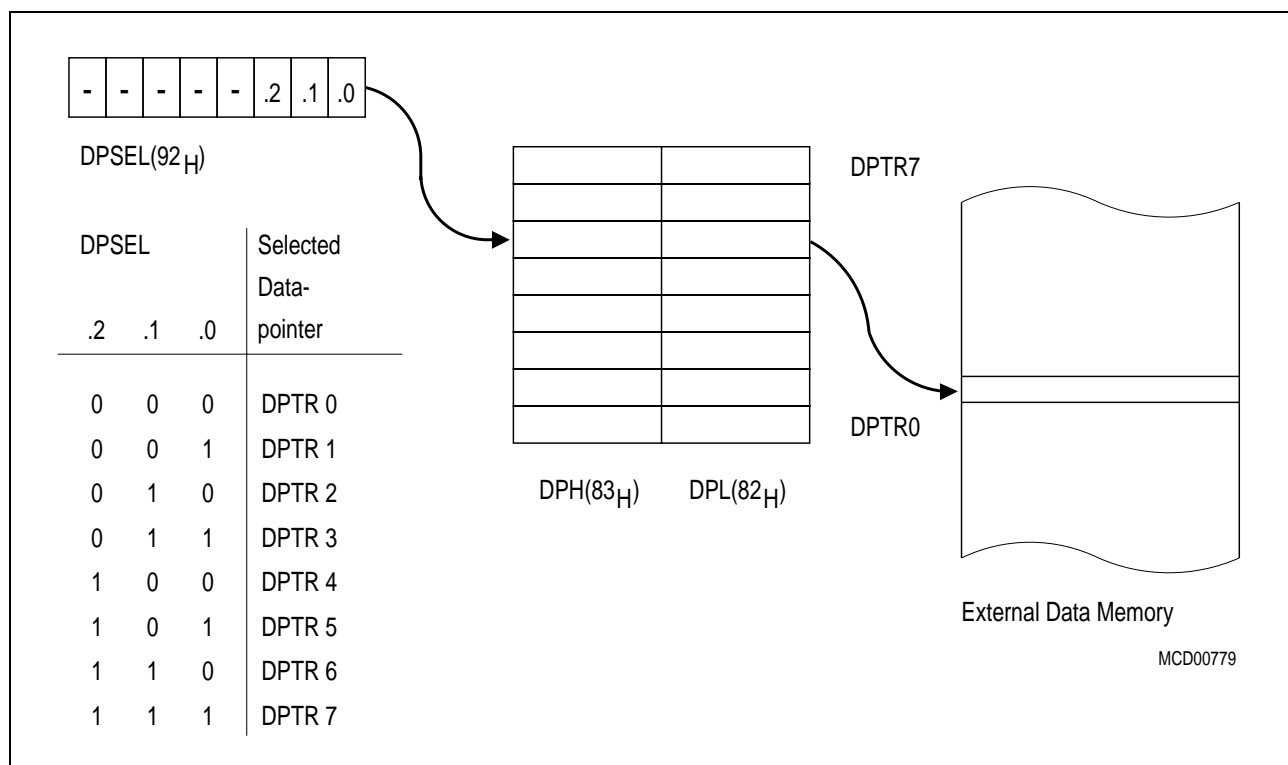 - - - - - .2 .1 .0
DPSEL(92H)
DPSEL Selected
Data-
.2 .1 .0 pointer
0 0 0 DPTR 0
0 0 1 DPTR 1
0 1 0 DPTR 2
0 1 1 DPTR 3
1 0 0 DPTR 4
1 0 1 DPTR 5
1 1 0 DPTR 6
1 1 1 DPTR 7
DPTR7
DPTR0
DPH(83H) DPL(82H)
External Data Memory
MCD00779